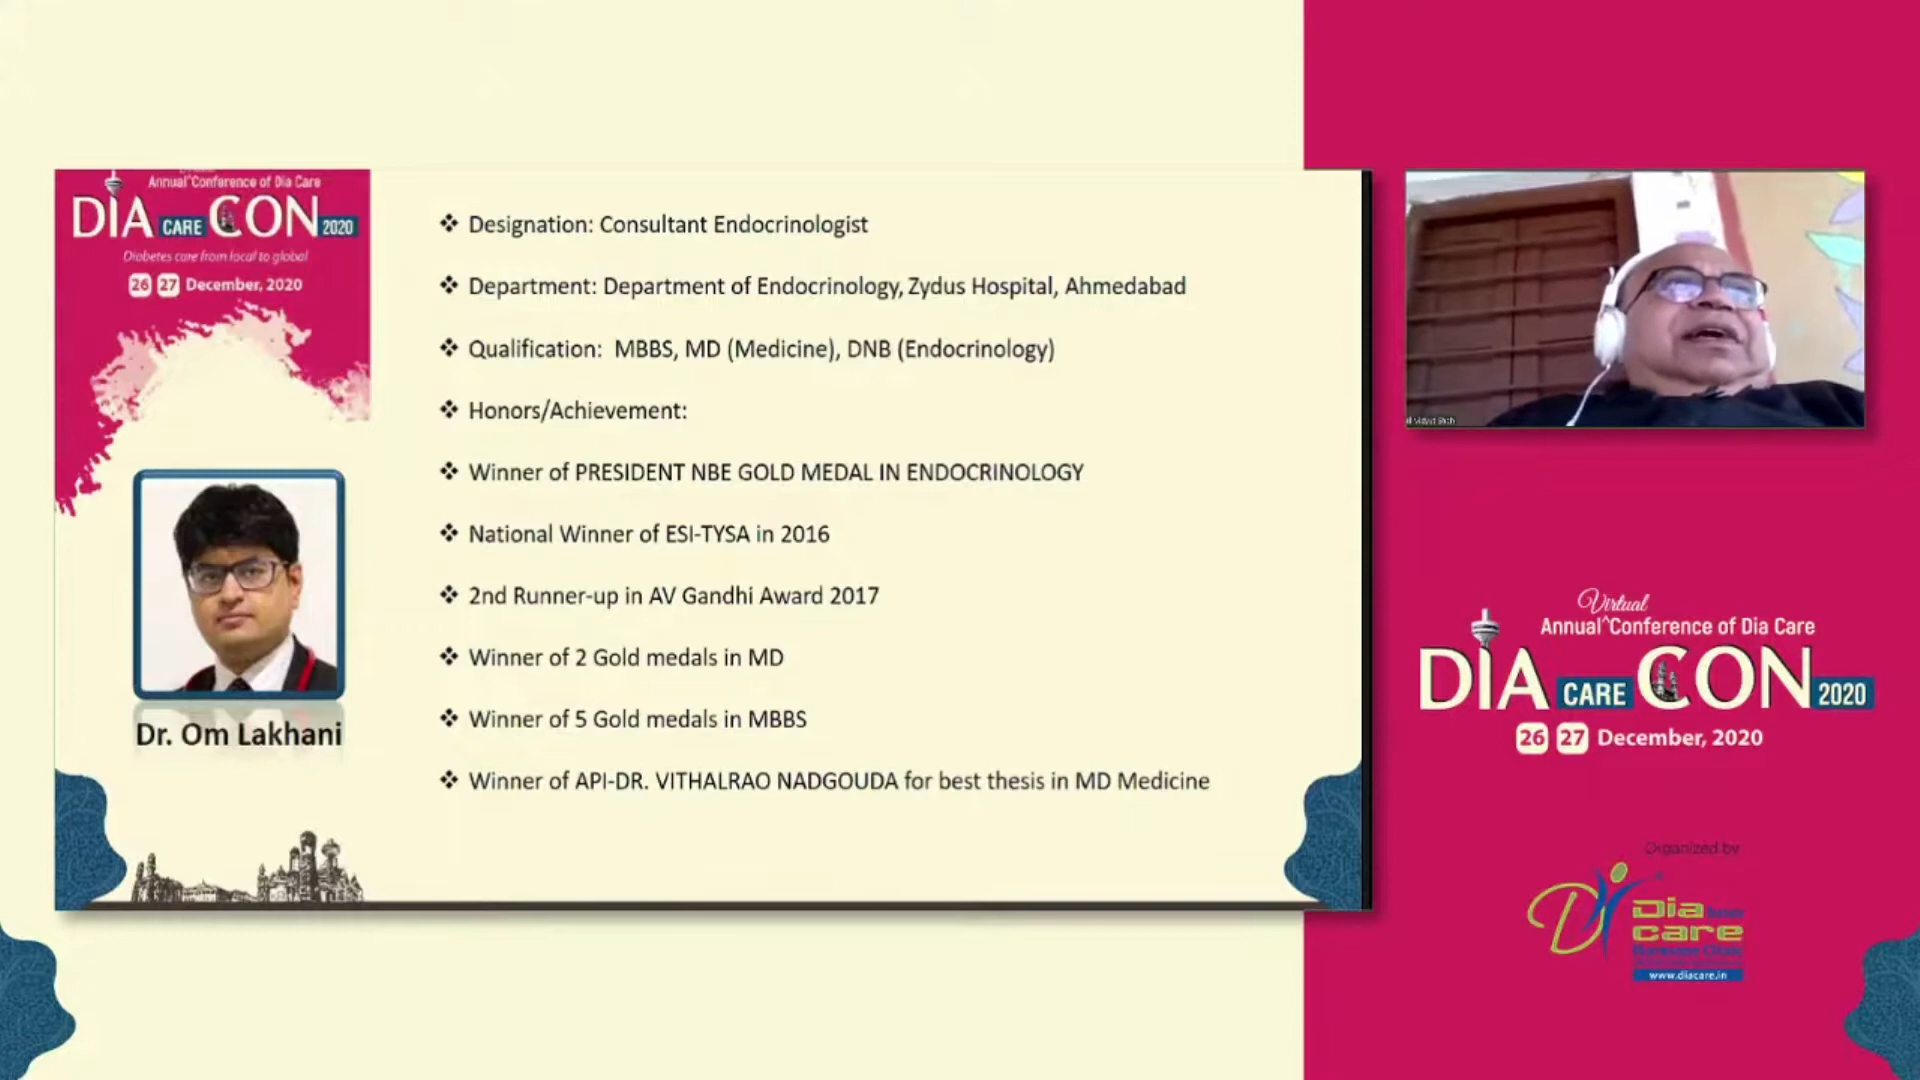 Annual^Conference of Dia Care
DIA CARE CON 2020
Diabetes care from local to global
26 27 December, 2020
Dr. Om Lakhani
❖ Designation: Consultant Endocrinologist
❖ Department: Department of Endocrinology, Zydus Hospital, Ahmedabad
❖ Qualification: MBBS, MD (Medicine), DNB (Endocrinology)
❖ Honors/Achievement:
❖ Winner of PRESIDENT NBE GOLD MEDAL IN ENDOCRINOLOGY
❖ National Winner of ESI-TYSA in 2016
❖ 2nd Runner-up in AV Gandhi Award 2017
❖ Winner of 2 Gold medals in MD
❖ Winner of 5 Gold medals in MBBS
❖ Winner of API-DR. VITHALRAO NADGOUDA for best thesis in MD Medicine
Virtual
Annual^Conference of Dia Care
DIA CARE CON 2020
26 27 December, 2020
Organized by
Dia
care
www.diacare.in